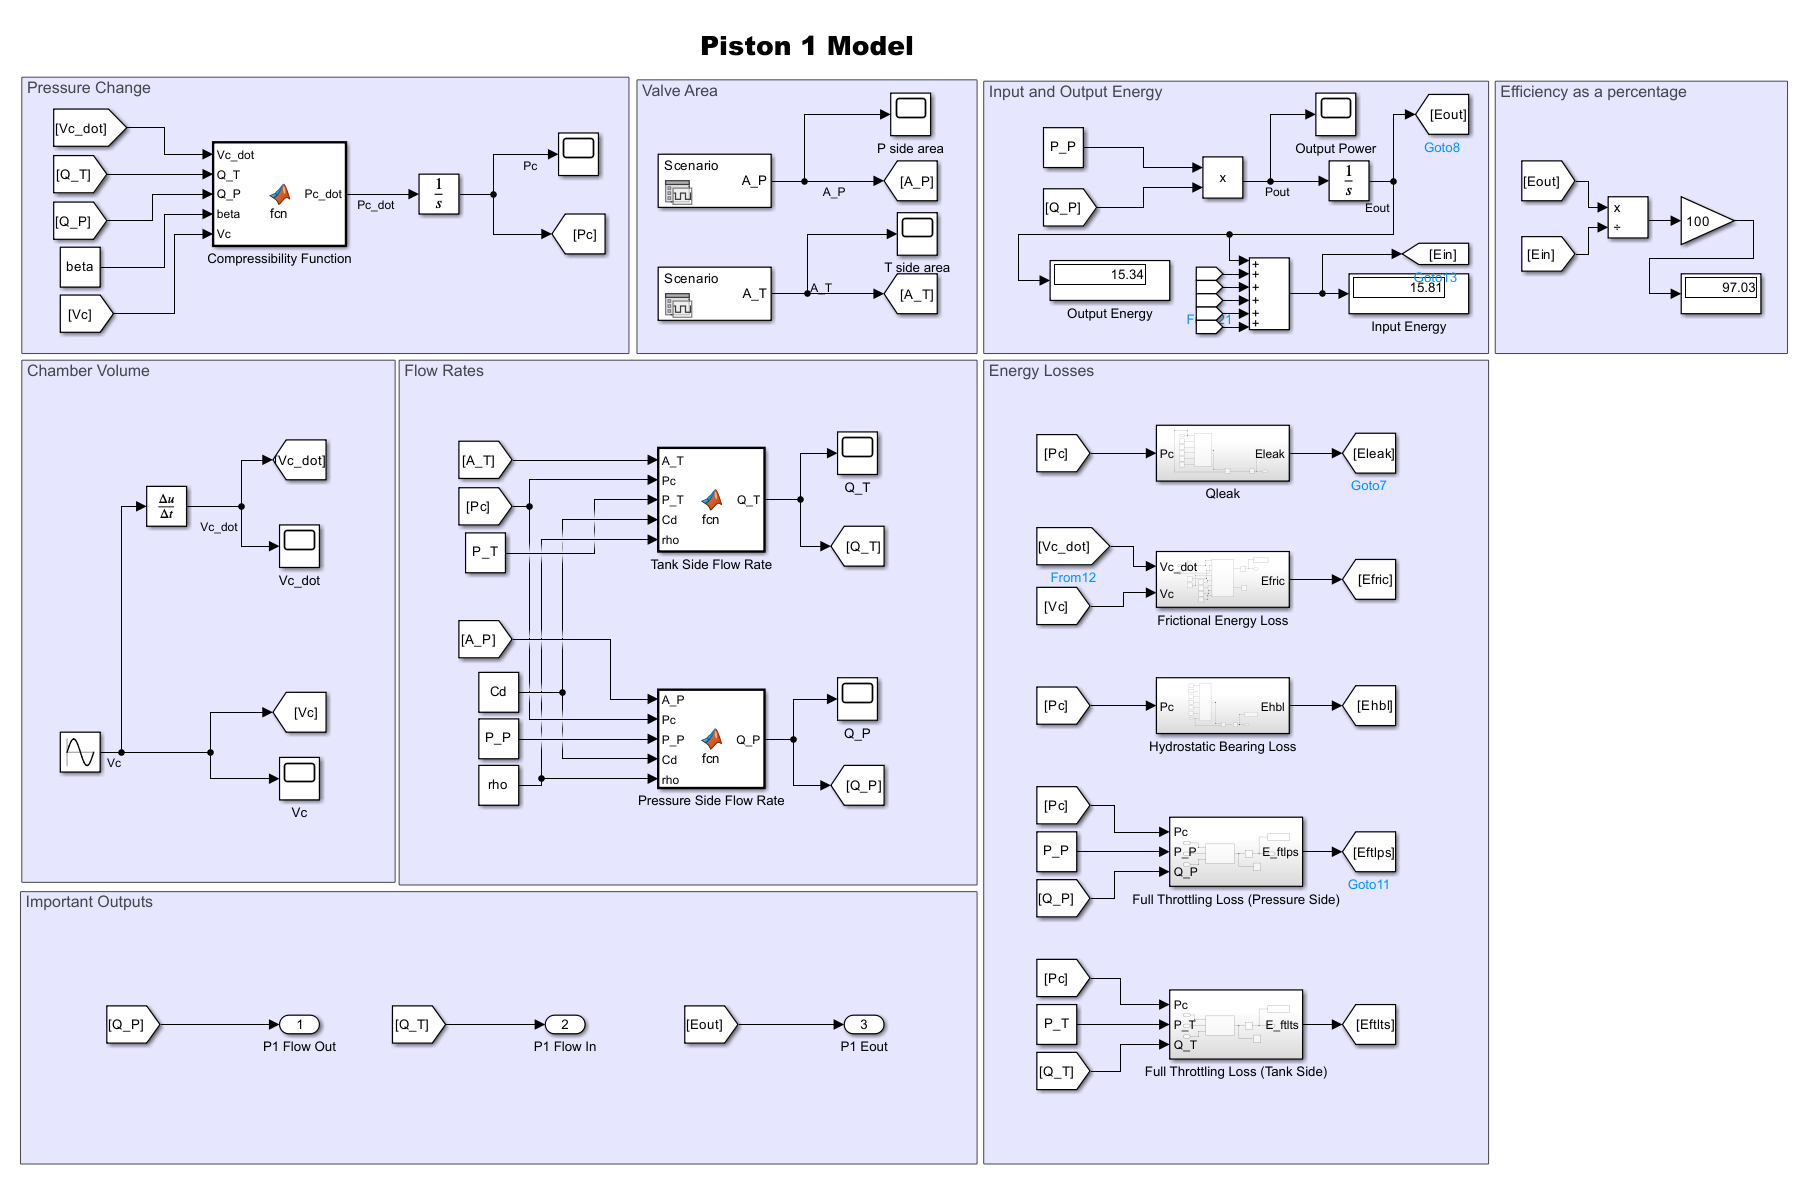 Piston 1 Model
Pressure Change
[Vc_dot]
[Q_T]
[Q_P]
beta
[Vc]
Vc_dot
Q_T
Q_P
beta
Vc
fcn
Pc_dot
Compressibility Function
Pc_dot
1
s
Pc
[Pc]
Valve Area
Scenario
A_P
A_P
P side area
[A_P]
Scenario
A_T
A_T
T side area
[A_T]
Input and Output Energy
P_P
[Q_P]
x
Pout
Output Power
1
s
Eout
[Eout]
Goto8
15.34
Output Energy
+
+
+
+
+
+
[Ein]
Goto13
15.81
Input Energy
Efficiency as a percentage
[Eout]
[Ein]
x
÷
100
97.03
Chamber Volume
Δu
Δt
Vc_dot
[Vc_dot]
Vc_dot
Vc
[Vc]
Vc
Flow Rates
[A_T]
[Pc]
P_T
A_T
Pc
P_T
Cd
rho
fcn
Q_T
Tank Side Flow Rate
Q_T
[Q_T]
[A_P]
Cd
P_P
rho
A_P
Pc
P_P
Cd
rho
fcn
Q_P
Pressure Side Flow Rate
Q_P
[Q_P]
Energy Losses
[Pc]
Pc
Eleak
Qleak
[Eleak]
Goto7
[Vc_dot]
From12
[Vc]
Vc_dot
Vc
Efric
Frictional Energy Loss
[Efric]
[Pc]
Pc
Ehbl
Hydrostatic Bearing Loss
[Ehbl]
[Pc]
P_P
[Q_P]
Pc
P_P
Q_P
E_ftlps
Full Throttling Loss (Pressure Side)
[Eftlps]
Goto11
[Pc]
P_T
[Q_T]
Pc
P_T
Q_T
E_ftlts
Full Throttling Loss (Tank Side)
[Eftlts]
Important Outputs
[Q_P]
1
P1 Flow Out
[Q_T]
2
P1 Flow In
[Eout]
3
P1 Eout